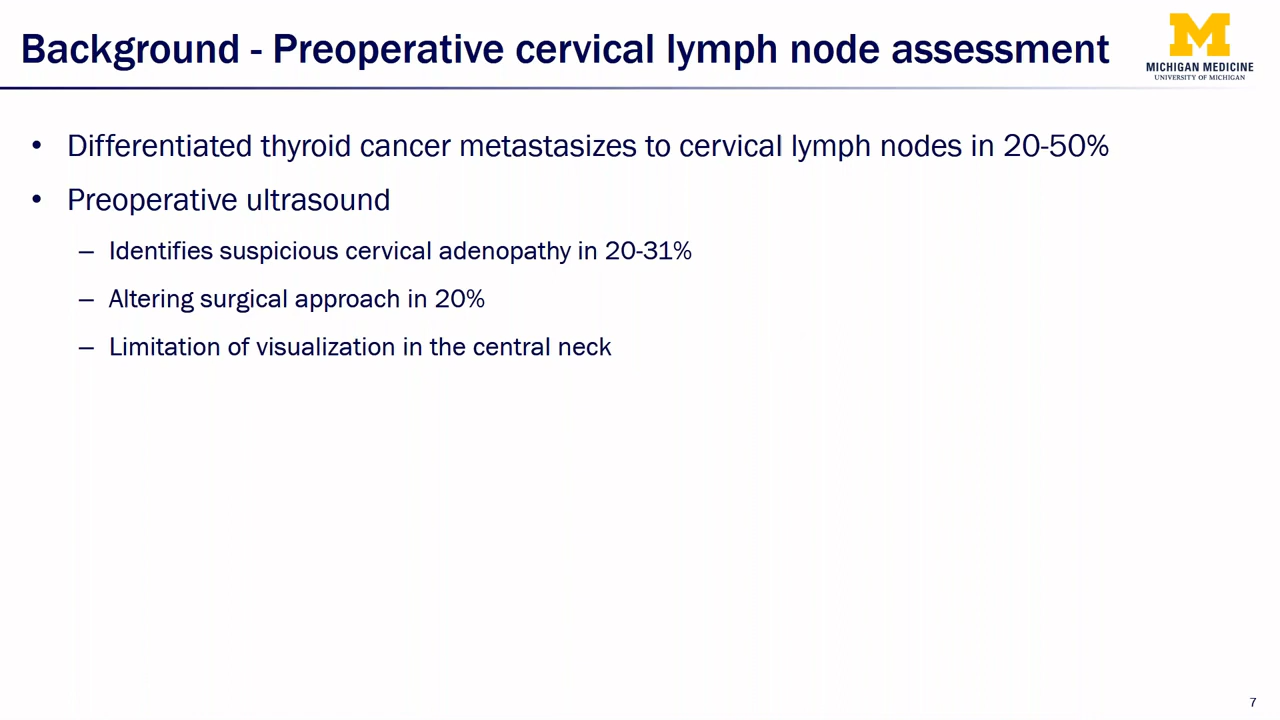 Background - Preoperative cervical lymph node assessment
M
MICHIGAN MEDICINE
UNIVERSITY OF MICHIGAN
• Differentiated thyroid cancer metastasizes to cervical lymph nodes in 20-50%
• Preoperative ultrasound
– Identifies suspicious cervical adenopathy in 20-31%
– Altering surgical approach in 20%
– Limitation of visualization in the central neck
7